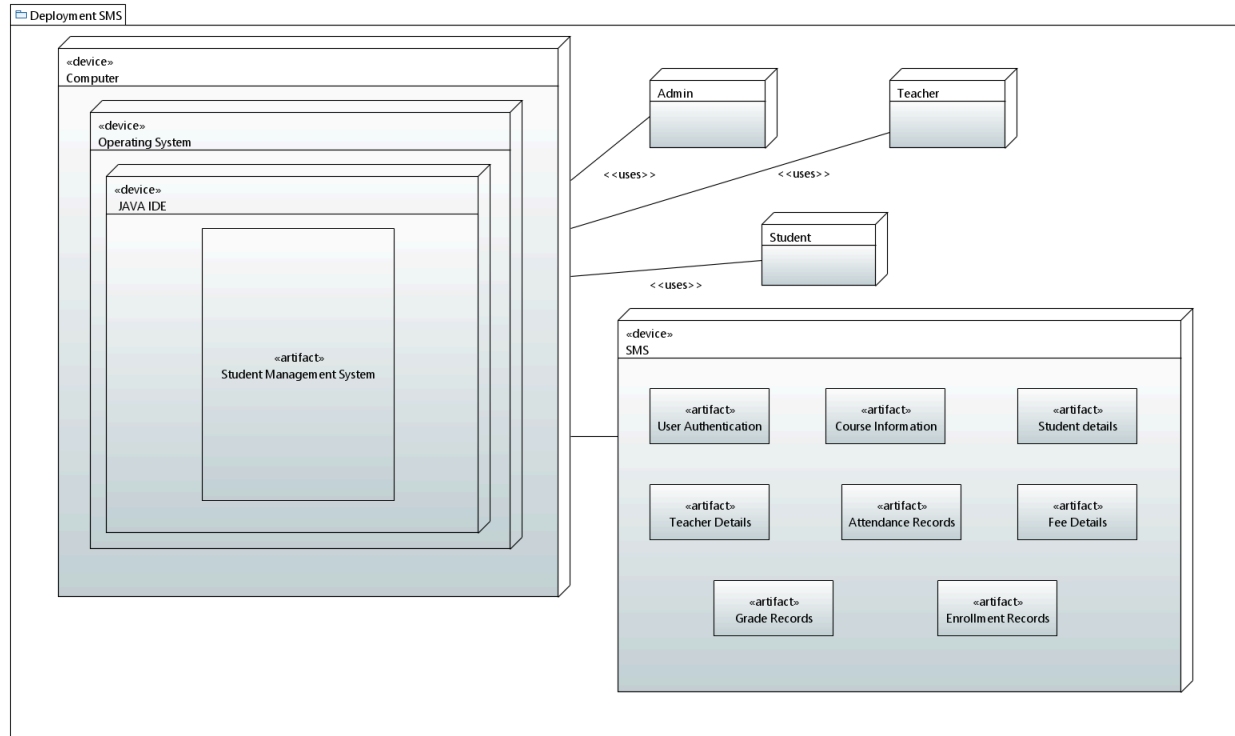 Deployment SMS
«device»
Computer
«device»
Operating System
«device»
JAVA IDE
«artifact»
Student Management System
Admin
Teacher
<<uses>>
<<uses>>
Student
<<uses>>
«device»
SMS
«artifact»
User Authentication
«artifact»
Course Information
«artifact»
Student details
«artifact»
Teacher Details
«artifact»
Attendance Records
«artifact»
Fee Details
«artifact»
Grade Records
«artifact»
Enrollment Records